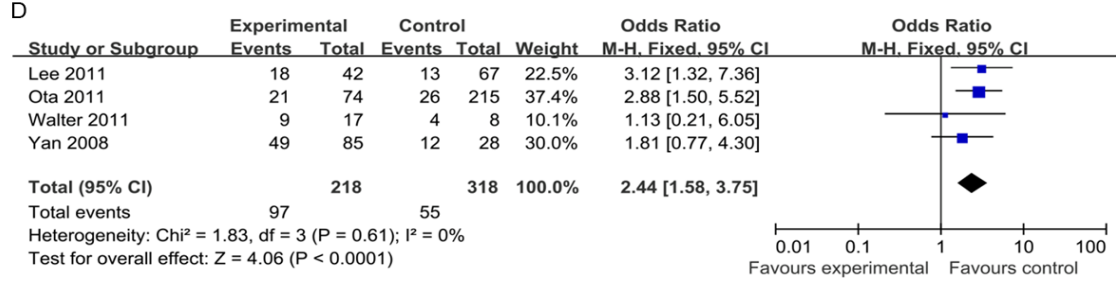 D
Experimental Control Odds Ratio Odds Ratio
Study or Subgroup Events Total Events Total Weight M-H, Fixed, 95% CI M-H, Fixed, 95% CI
Lee 2011 18 42 13 67 22.5% 3.12 [1.32, 7.36]
Ota 2011 21 74 26 215 37.4% 2.88 [1.50, 5.52]
Walter 2011 9 17 4 8 10.1% 1.13 [0.21, 6.05]
Yan 2008 49 85 12 28 30.0% 1.81 [0.77, 4.30]
Total (95% CI) 218 318 100.0% 2.44 [1.58, 3.75]
Total events 97 55
Heterogeneity: Chi² = 1.83, df = 3 (P = 0.61); I² = 0%
Test for overall effect: Z = 4.06 (P < 0.0001)
0.01 0.1 1 10 100
Favours experimental Favours control